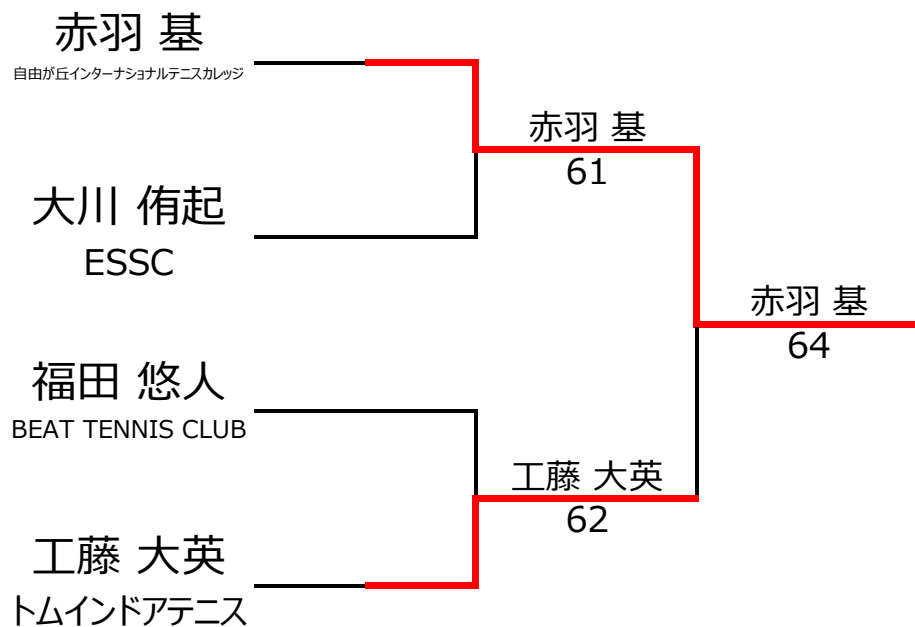 赤羽 基
自由が丘インターナショナルテニスカレッジ
赤羽 基
61
大川 侑起
ESSC
赤羽 基
64
福田 悠人
BEAT TENNIS CLUB
工藤 大英
62
工藤 大英
トムインドアテニス